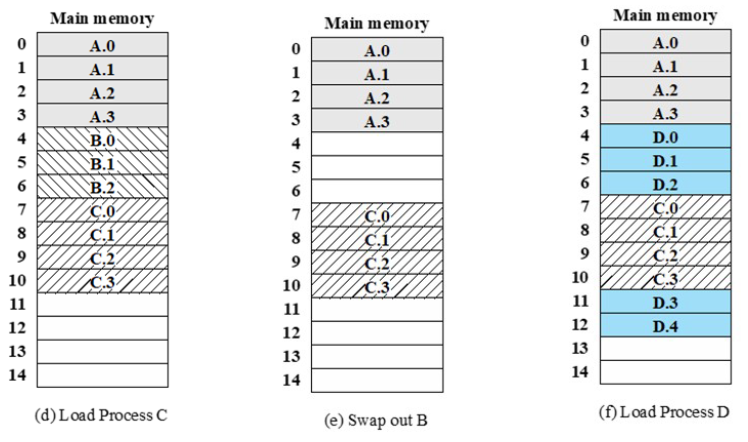 Main memory
0 A.0
1 A.1
2 A.2
3 A.3
4 B.0
5 B.1
6 B.2
7 C.0
8 C.1
9 C.2
10 C.3
11
12
13
14
(d) Load Process C
Main memory
0 A.0
1 A.1
2 A.2
3 A.3
4
5
6
7 C.0
8 C.1
9 C.2
10 C.3
11
12
13
14
(e) Swap out B
Main memory
0 A.0
1 A.1
2 A.2
3 A.3
4 D.0
5 D.1
6 D.2
7 C.0
8 C.1
9 C.2
10 C.3
11 D.3
12 D.4
13
14
(f) Load Process D